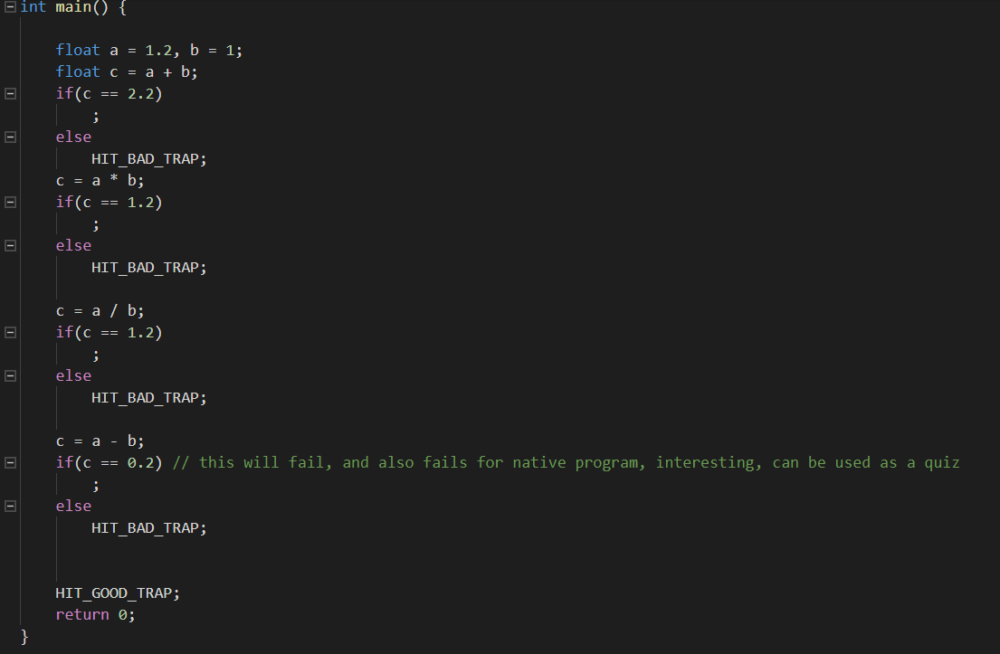 int main() {
float a = 1.2, b = 1;
float c = a + b;
if(c == 2.2)
;
else
HIT_BAD_TRAP;
c = a * b;
if(c == 1.2)
;
else
HIT_BAD_TRAP;
c = a / b;
if(c == 1.2)
;
else
HIT_BAD_TRAP;
c = a - b;
if(c == 0.2) // this will fail, and also fails for native program, interesting, can be used as a quiz
;
else
HIT_BAD_TRAP;
HIT_GOOD_TRAP;
return 0;
}